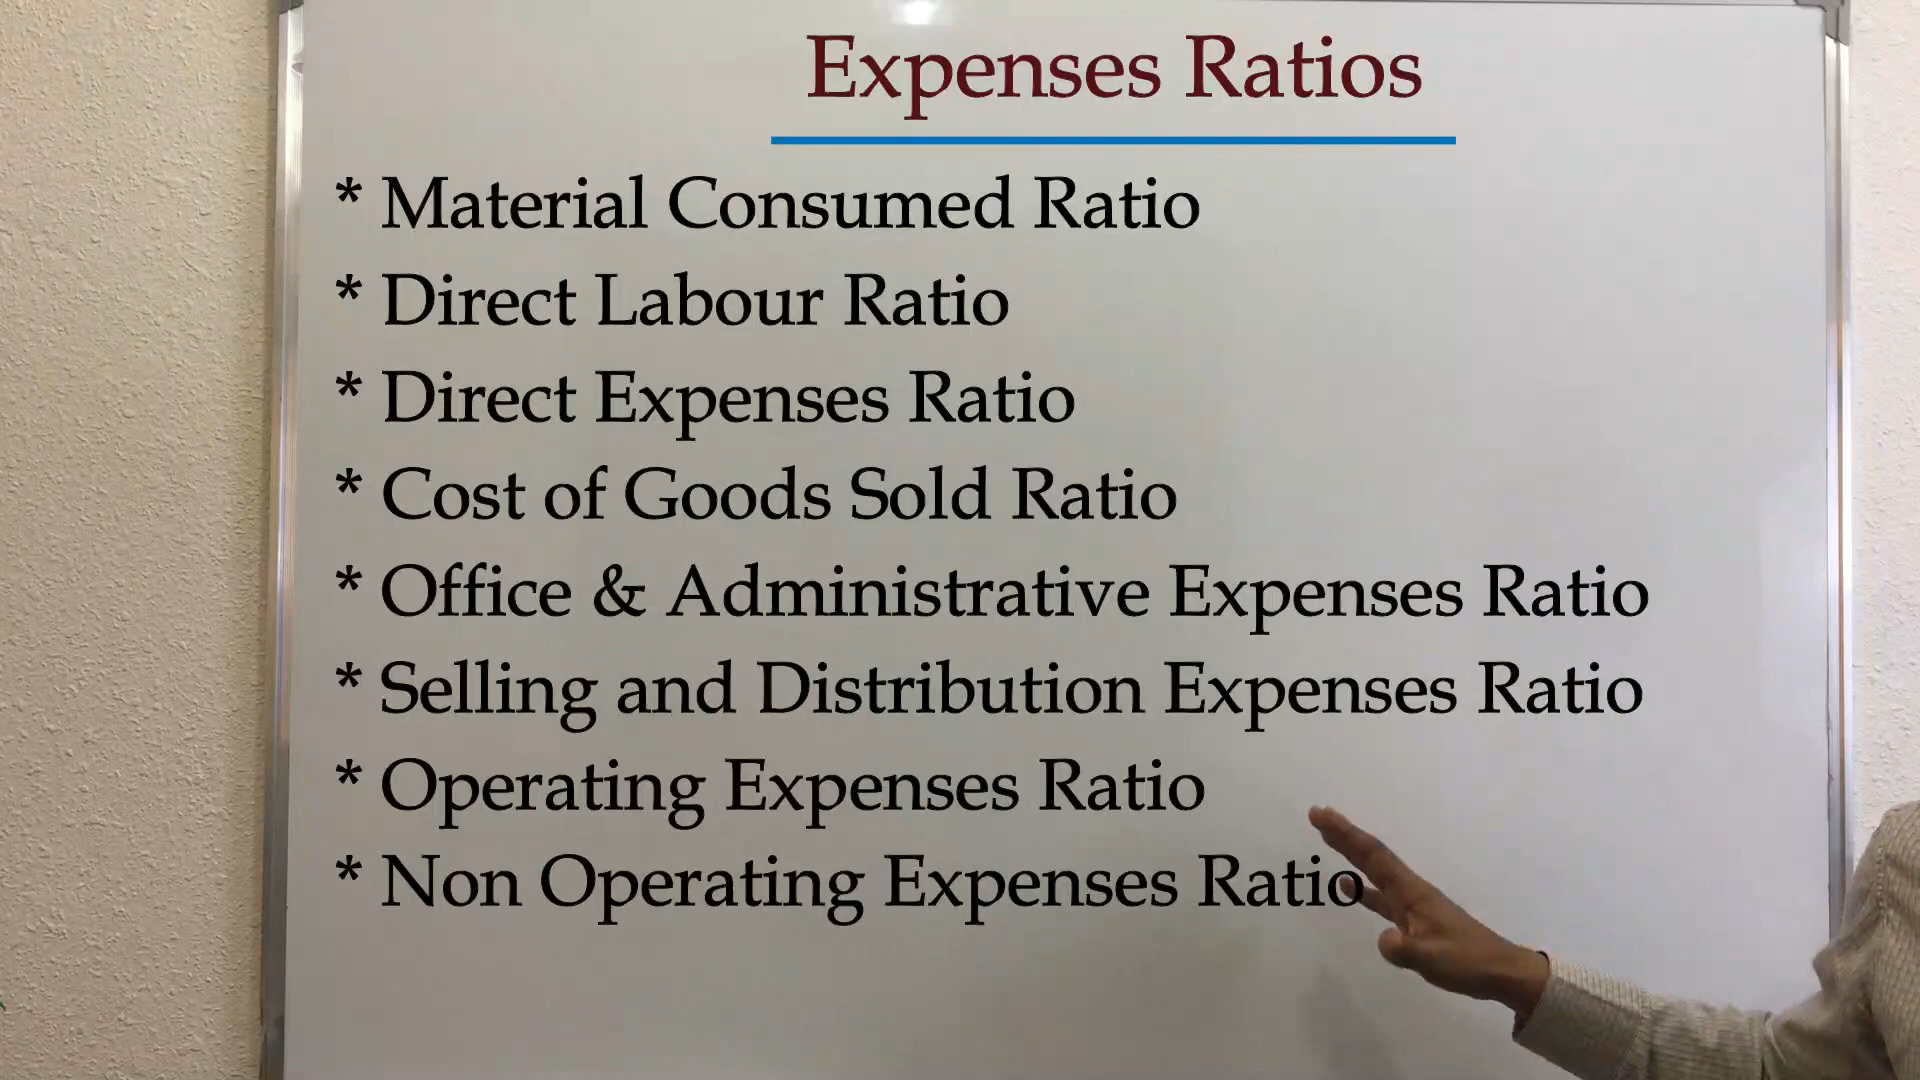 Expenses Ratios
* Material Consumed Ratio
* Direct Labour Ratio
* Direct Expenses Ratio
* Cost of Goods Sold Ratio
* Office & Administrative Expenses Ratio
* Selling and Distribution Expenses Ratio
* Operating Expenses Ratio
* Non Operating Expenses Ratio